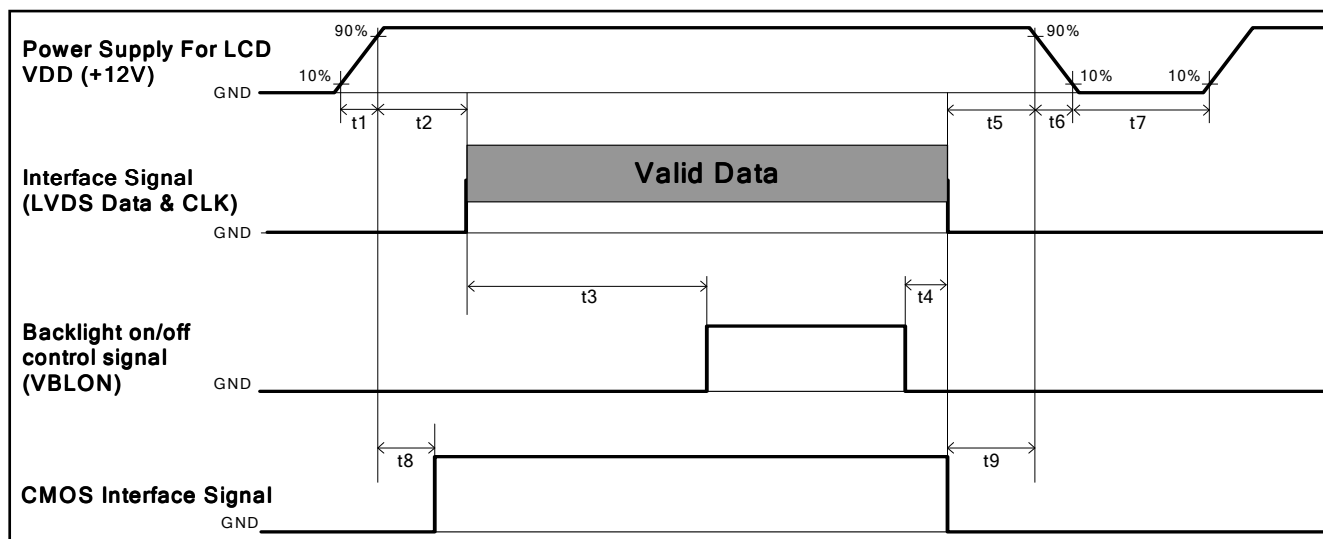 90%
90%
Power Supply For LCD
VDD (+12V)
10%
10%
10%
GND
t1
t2
t5
t6
t7
Valid Data
Interface Signal
(LVDS Data & CLK)
GND
t3
t4
Backlight on/off
control signal
(VBLON)
GND
t8
t9
CMOS Interface Signal
GND